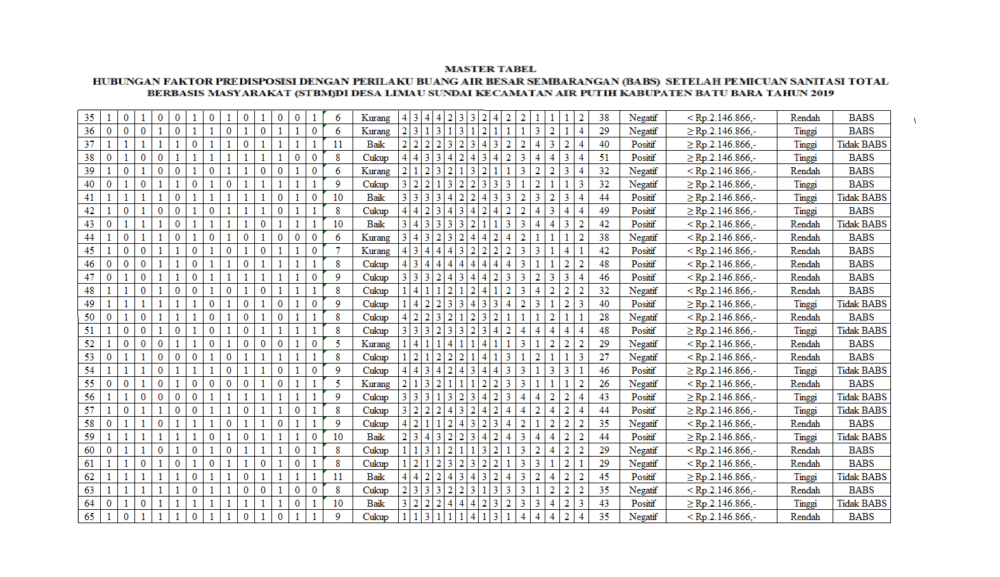 MASTER TABEL
HUBUNGAN FAKTOR PREDISPOSISI DENGAN PERILAKU BUANG AIR BESAR SEMBARANGAN (BABS) SETELAH PEMICUAN SANITASI TOTAL
BERBASIS MASYARAKAT (STBM)DI DESA LIMAU SUNDAI KECAMATAN AIR PUTIH KABUPATEN BATU BARA TAHUN 2019
35 1 0 1 0 0 1 0 1 0 1 0 0 1 6 Kurang 4 3 4 4 2 3 3 2 4 2 2 1 1 1 2 38 Negatif < Rp.2.146.866,- Rendah BABS
36 0 0 0 1 0 1 1 0 1 0 1 1 0 6 Kurang 2 3 1 3 1 3 1 2 1 1 1 3 2 1 4 29 Negatif ≥ Rp.2.146.866,- Tinggi BABS
37 1 1 1 1 1 0 1 1 0 1 1 1 1 11 Baik 2 2 2 2 3 2 3 4 3 2 2 4 3 2 4 40 Positif ≥ Rp.2.146.866,- Tinggi Tidak BABS
38 0 1 0 0 1 1 1 1 1 1 1 0 0 8 Cukup 4 4 3 3 4 2 4 3 4 2 3 4 4 3 4 51 Positif ≥ Rp.2.146.866,- Tinggi BABS
39 1 0 1 0 0 1 0 1 1 0 0 1 0 6 Kurang 2 1 2 3 2 1 3 2 1 1 3 2 2 3 4 32 Negatif < Rp.2.146.866,- Rendah BABS
40 0 1 0 1 1 0 1 0 1 1 1 1 1 9 Cukup 3 2 2 1 3 2 2 3 3 3 1 2 1 1 3 32 Negatif ≥ Rp.2.146.866,- Tinggi BABS
41 1 1 1 1 0 1 1 1 1 1 0 1 0 10 Baik 3 3 3 3 4 2 2 4 3 3 2 3 2 3 4 44 Positif ≥ Rp.2.146.866,- Tinggi Tidak BABS
42 1 0 1 0 0 1 0 1 1 1 0 1 1 8 Cukup 4 4 2 3 4 3 4 2 4 2 2 4 3 4 4 49 Positif ≥ Rp.2.146.866,- Tinggi BABS
43 0 1 1 1 0 1 1 1 1 0 1 1 1 10 Baik 3 4 3 3 3 3 2 1 1 3 3 4 4 3 2 42 Positif < Rp.2.146.866,- Rendah Tidak BABS
44 1 0 1 1 0 1 0 1 0 1 0 0 0 6 Kurang 3 4 3 2 3 2 4 4 2 4 2 1 1 1 2 38 Negatif < Rp.2.146.866,- Rendah BABS
45 1 0 0 1 1 0 1 0 1 0 1 1 0 7 Kurang 4 3 4 4 4 3 2 2 2 2 3 3 1 4 1 42 Positif < Rp.2.146.866,- Rendah BABS
46 0 0 0 1 1 0 1 1 0 1 1 1 1 8 Cukup 4 3 4 4 4 4 4 4 4 4 3 1 1 2 2 48 Positif < Rp.2.146.866,- Rendah BABS
47 0 1 0 1 1 0 1 1 1 1 1 1 0 9 Cukup 3 3 3 2 4 3 4 4 2 3 3 2 3 3 4 46 Positif < Rp.2.146.866,- Rendah BABS
48 1 1 0 1 0 0 1 0 1 0 1 1 1 8 Cukup 1 4 1 1 2 1 2 4 1 2 3 4 2 2 2 32 Negatif < Rp.2.146.866,- Rendah BABS
49 1 1 1 1 1 1 0 1 0 1 0 1 0 9 Cukup 1 4 2 2 3 3 4 3 3 4 2 3 1 2 3 40 Positif ≥ Rp.2.146.866,- Tinggi Tidak BABS
50 0 1 0 1 1 0 1 0 0 1 1 1 1 8 Cukup 4 2 2 3 2 1 2 3 2 1 1 1 2 1 1 28 Negatif < Rp.2.146.866,- Rendah BABS
51 1 0 0 1 0 1 0 1 0 1 1 1 1 8 Cukup 3 3 3 2 3 3 2 3 4 2 4 4 4 4 4 48 Positif ≥ Rp.2.146.866,- Tinggi Tidak BABS
52 1 0 0 0 1 1 0 1 0 0 0 1 0 5 Kurang 1 4 1 1 4 1 1 4 1 1 3 1 2 2 2 29 Negatif < Rp.2.146.866,- Rendah BABS
53 0 1 1 0 0 0 1 0 1 1 1 1 1 8 Cukup 1 2 1 2 2 2 1 4 1 3 1 2 1 1 3 27 Negatif < Rp.2.146.866,- Rendah BABS
54 1 1 1 0 1 1 1 0 1 1 0 1 0 9 Cukup 4 4 3 4 2 4 3 4 4 3 3 1 3 3 1 46 Positif ≥ Rp.2.146.866,- Tinggi Tidak BABS
55 0 0 1 0 1 0 0 0 0 1 0 1 1 5 Kurang 2 1 3 2 1 1 1 2 2 3 3 1 1 1 2 26 Negatif < Rp.2.146.866,- Rendah BABS
56 1 1 0 0 0 0 1 1 1 1 1 1 1 9 Cukup 3 3 3 1 3 2 3 4 2 3 4 4 2 2 4 43 Positif ≥ Rp.2.146.866,- Tinggi Tidak BABS
57 1 0 1 1 0 0 1 1 0 1 1 0 1 8 Cukup 3 2 2 2 4 3 2 4 2 4 4 2 4 2 4 44 Positif ≥ Rp.2.146.866,- Tinggi Tidak BABS
58 0 1 1 0 1 1 1 0 1 1 0 1 1 9 Cukup 4 2 1 1 2 4 3 2 3 4 2 1 2 2 2 35 Negatif < Rp.2.146.866,- Rendah BABS
59 1 1 1 1 1 1 0 1 0 1 1 1 0 10 Baik 2 3 4 3 2 2 3 4 2 4 3 4 4 2 2 44 Positif ≥ Rp.2.146.866,- Tinggi Tidak BABS
60 0 1 1 0 1 0 1 0 1 1 1 0 1 8 Cukup 1 1 3 1 2 1 1 3 2 1 3 2 4 2 2 29 Negatif < Rp.2.146.866,- Rendah BABS
61 1 1 0 1 0 1 0 1 1 0 1 0 1 8 Cukup 1 2 1 2 3 2 3 2 2 1 3 3 1 2 1 29 Negatif < Rp.2.146.866,- Rendah BABS
62 1 1 1 1 1 0 1 1 0 1 1 1 1 11 Baik 4 4 2 2 4 3 4 3 2 4 3 2 4 2 2 45 Positif ≥ Rp.2.146.866,- Tinggi Tidak BABS
63 1 1 1 1 1 0 1 1 0 0 1 0 0 8 Cukup 2 3 3 3 2 2 3 1 3 3 3 1 2 2 2 35 Negatif < Rp.2.146.866,- Rendah BABS
64 0 1 0 1 1 1 1 1 1 1 1 0 1 10 Baik 3 2 2 2 4 4 4 2 3 2 3 3 4 2 3 43 Positif ≥ Rp.2.146.866,- Tinggi Tidak BABS
65 1 0 1 1 1 0 1 1 0 1 0 1 1 9 Cukup 1 1 3 1 1 1 4 1 3 1 4 4 4 2 4 35 Negatif < Rp.2.146.866,- Rendah BABS